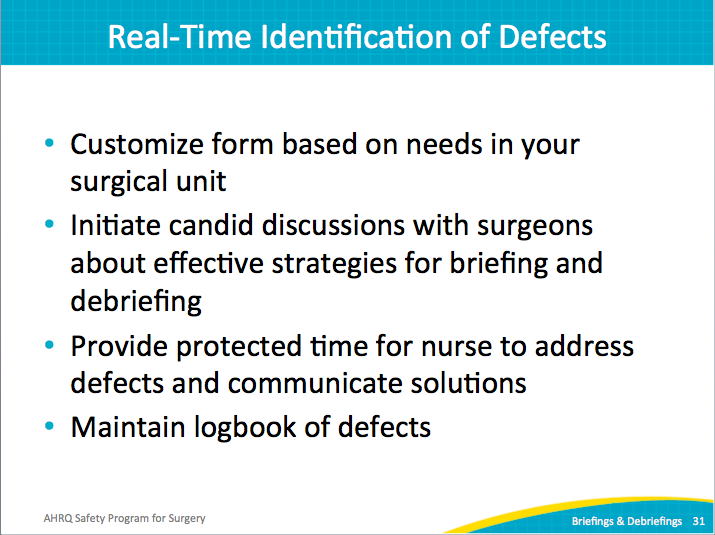 Real-Time Identification of Defects
• Customize form based on needs in your
surgical unit
• Initiate candid discussions with surgeons
about effective strategies for briefing and
debriefing
• Provide protected time for nurse to address
defects and communicate solutions
• Maintain logbook of defects
AHRQ Safety Program for Surgery
Briefings & Debriefings 31